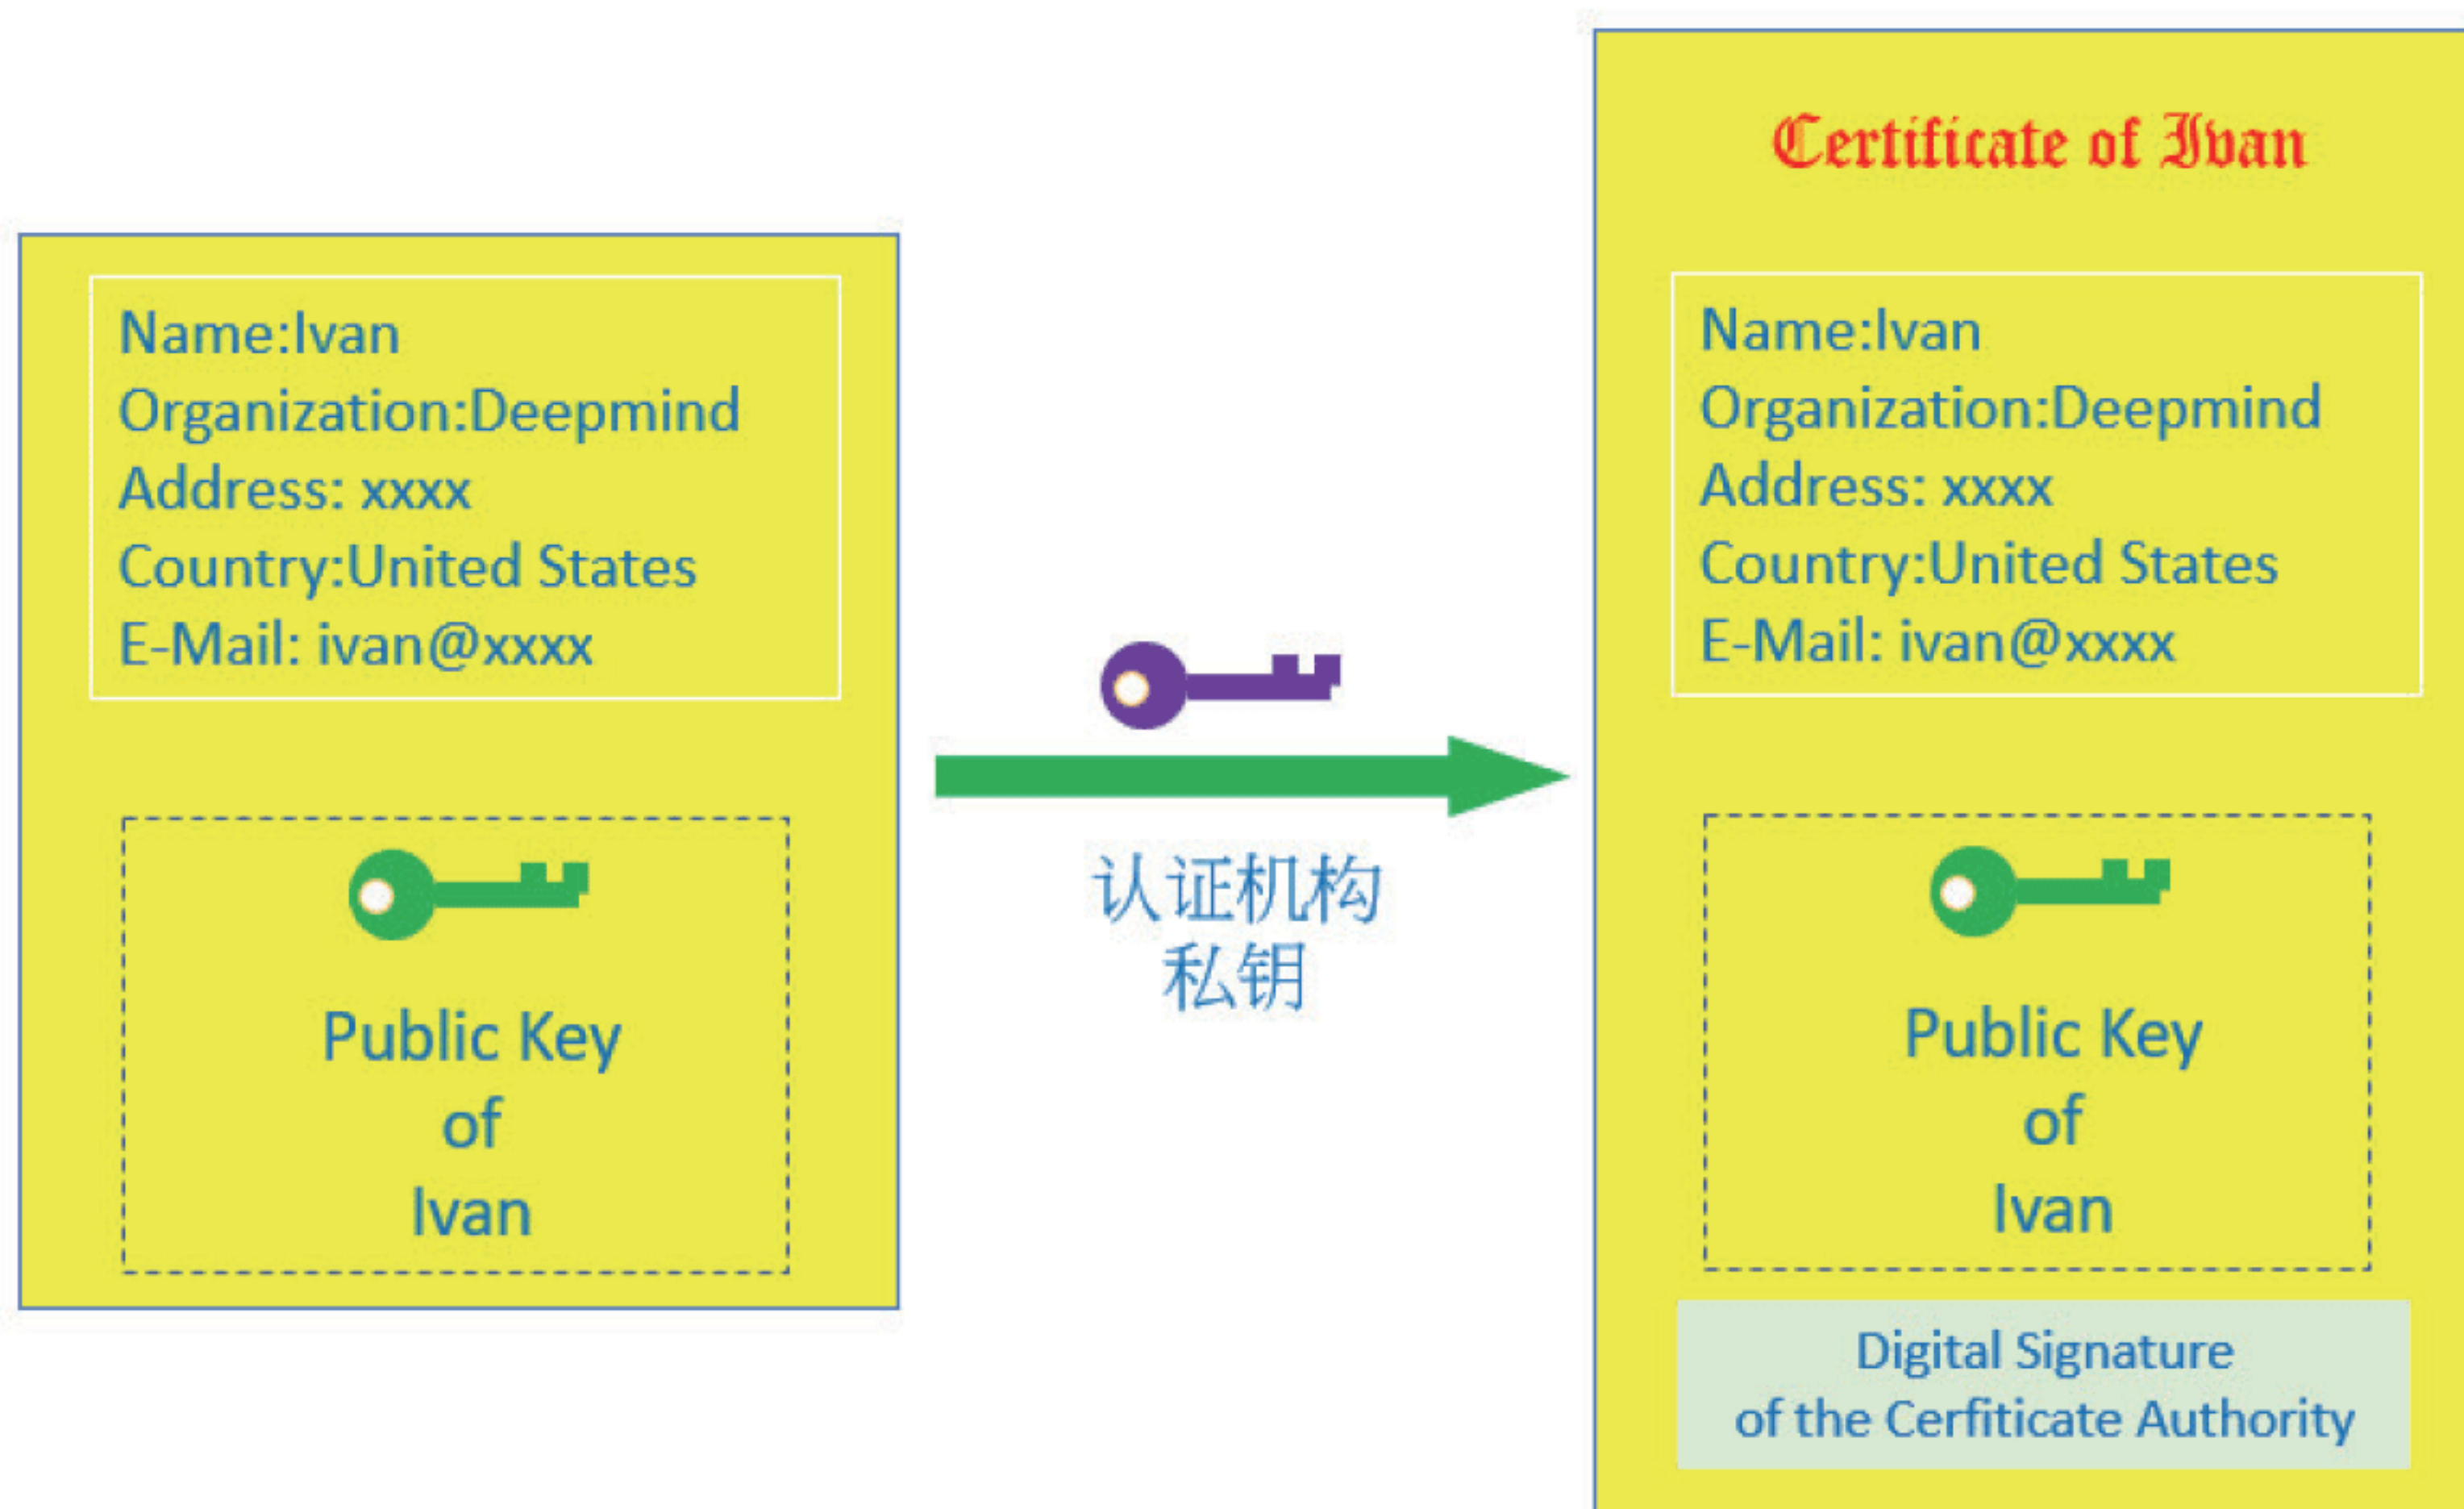 Name:Ivan
Organization:Deepmind
Address: xxxx
Country:United States
E-Mail: ivan@xxxx
Public Key
of
Ivan
认证机构
私钥
Certificate of Ivan
Name:Ivan
Organization:Deepmind
Address: xxxx
Country:United States
E-Mail: ivan@xxxx
Public Key
of
Ivan
Digital Signature
of the Cerfiticate Authority